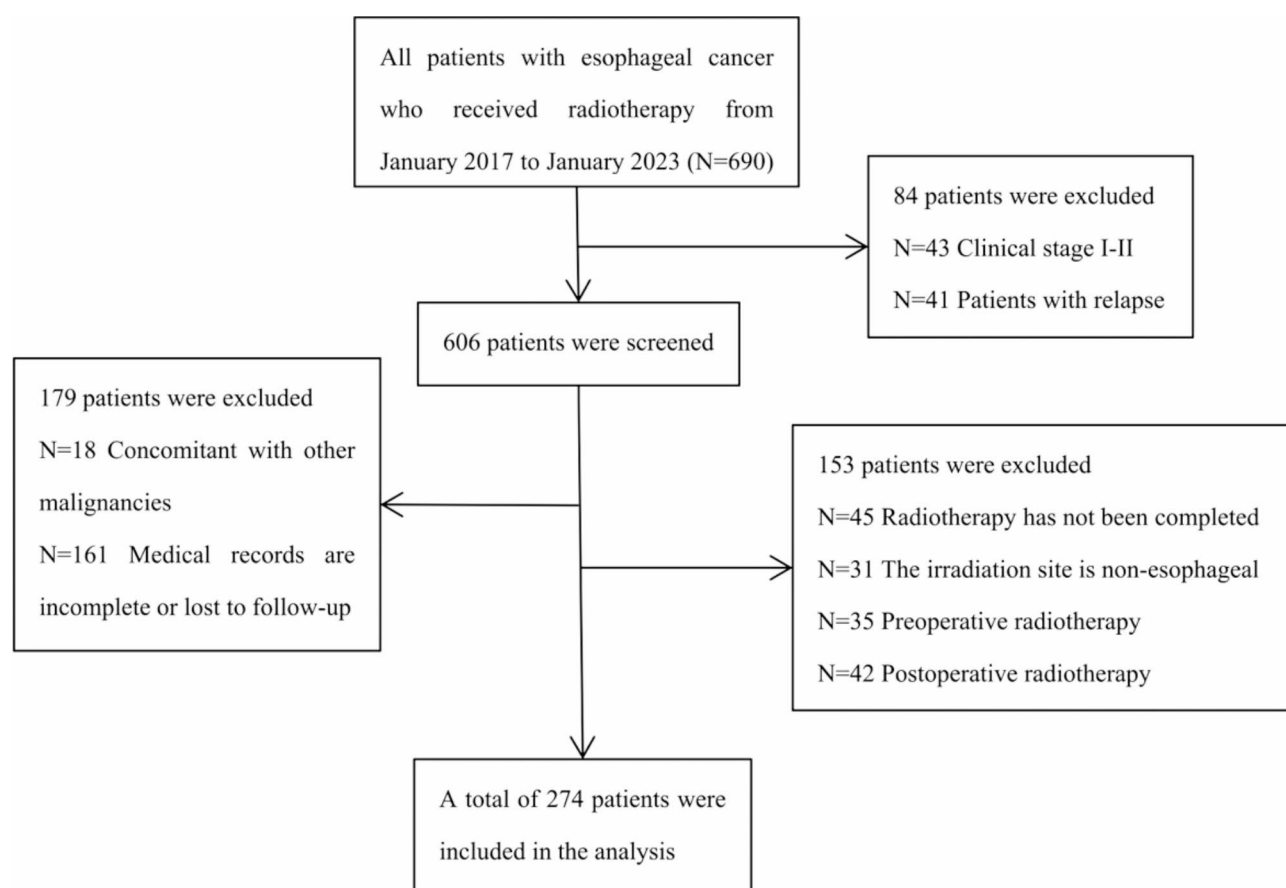 All patients with esophageal cancer
who received radiotherapy from
January 2017 to January 2023 (N=690)
84 patients were excluded
N=43 Clinical stage I-II
N=41 Patients with relapse
606 patients were screened
179 patients were excluded
N=18 Concomitant with other
malignancies
N=161 Medical records are
incomplete or lost to follow-up
153 patients were excluded
N=45 Radiotherapy has not been completed
N=31 The irradiation site is non-esophageal
N=35 Preoperative radiotherapy
N=42 Postoperative radiotherapy
A total of 274 patients were
included in the analysis